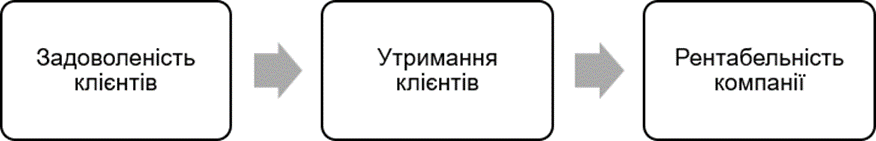 Задоволеність
клієнтів
Утримання
клієнтів
Рентабельність
компанії